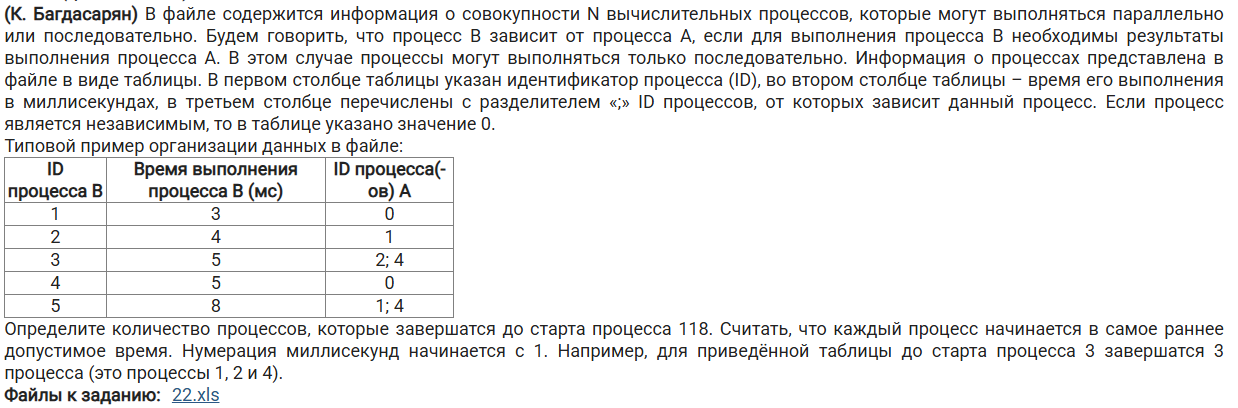 (К. Багдасарян) В файле содержится информация о совокупности N вычислительных процессов, которые могут выполняться параллельно
или последовательно. Будем говорить, что процесс B зависит от процесса A, если для выполнения процесса B необходимы результаты
выполнения процесса A. В этом случае процессы могут выполняться только последовательно. Информация о процессах представлена в
файле в виде таблицы. В первом столбце таблицы указан идентификатор процесса (ID), во втором столбце таблицы – время его выполнения
в миллисекундах, в третьем столбце перечислены с разделителем «;» ID процессов, от которых зависит данный процесс. Если процесс
является независимым, то в таблице указано значение 0.
Типовой пример организации данных в файле:
ID процесса B | Время выполнения процесса B (мс) | ID процесса(-ов) A
1 3 0
2 4 1
3 5 2; 4
4 5 0
5 8 1; 4
Определите количество процессов, которые завершатся до старта процесса 118. Считать, что каждый процесс начинается в самое раннее
допустимое время. Нумерация миллисекунд начинается с 1. Например, для приведённой таблицы до старта процесса 3 завершатся 3
процесса (это процессы 1, 2 и 4).
Файлы к заданию: 22.xls